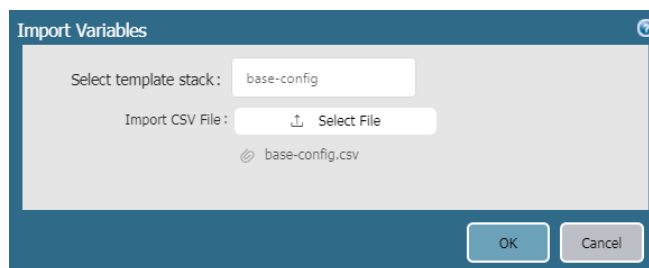 Import Variables
Select template stack : base-config
Import CSV File : Select File
base-config.csv
OK Cancel